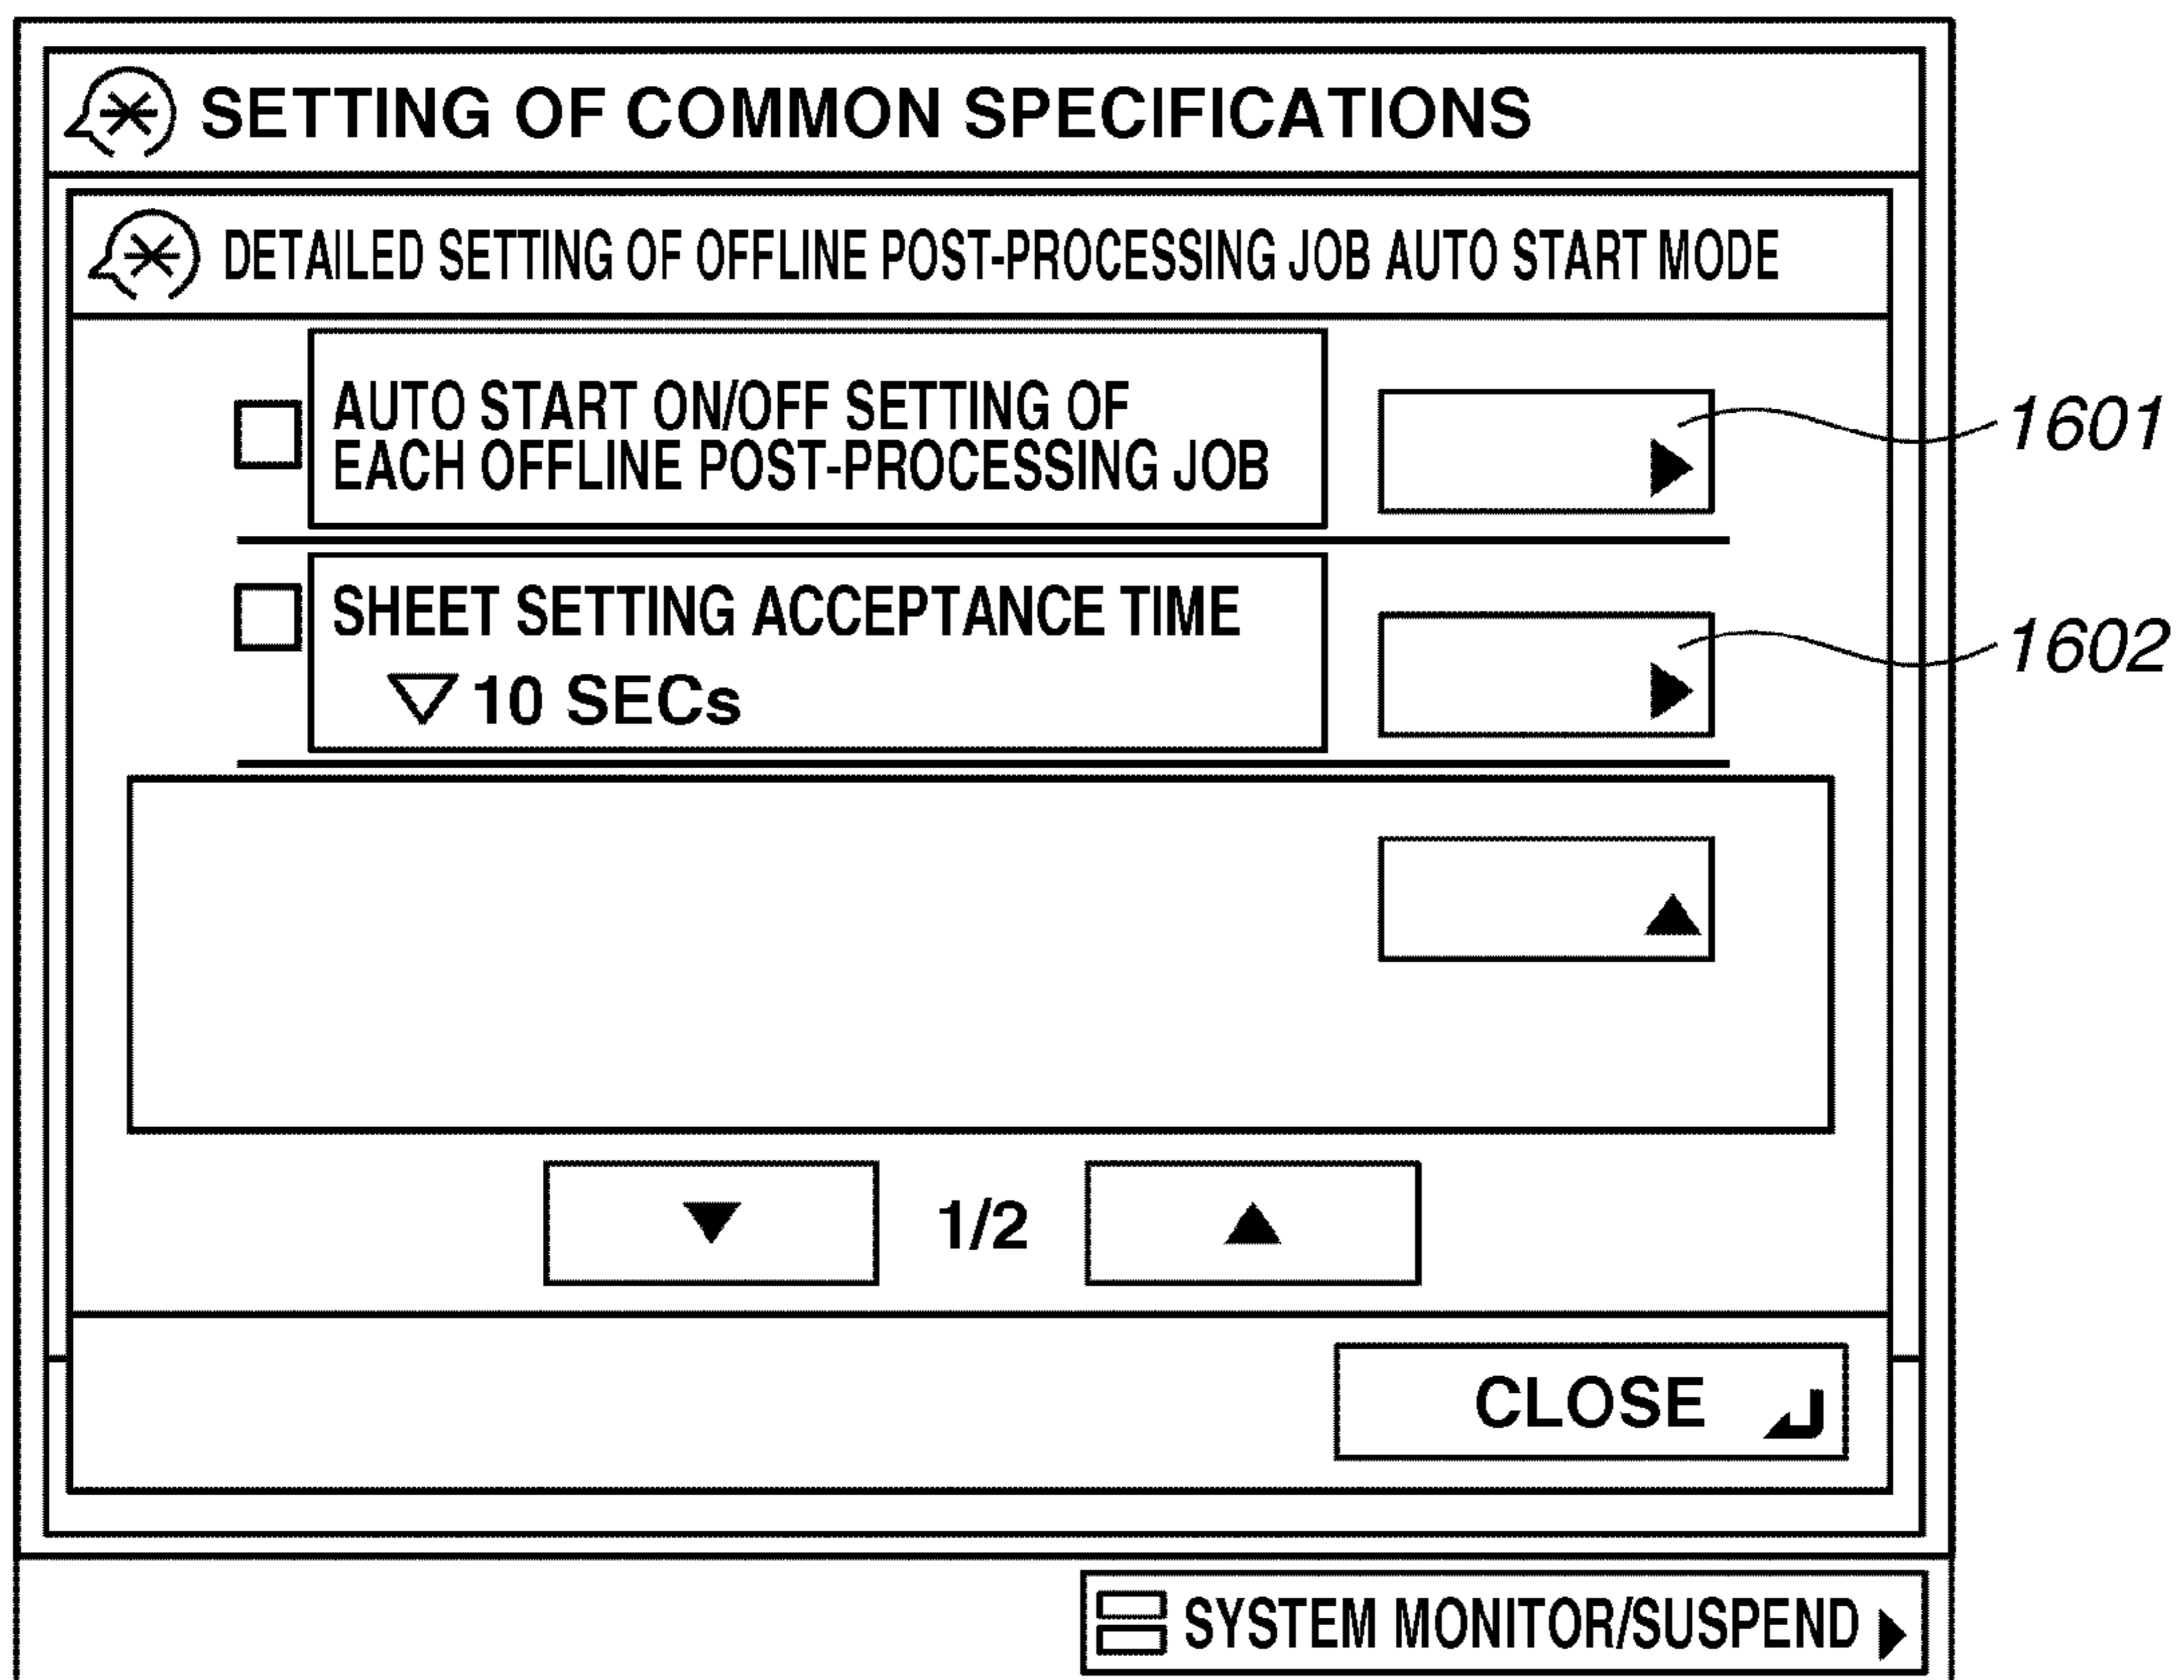 SETTING OF COMMON SPECIFICATIONS
DETAILED SETTING OF OFFLINE POST-PROCESSING JOB AUTO START MODE
AUTO START ON/OFF SETTING OF
EACH OFFLINE POST-PROCESSING JOB
1601
SHEET SETTING ACCEPTANCE TIME
1602
▽ 10 SECs
1/2
CLOSE
SYSTEM MONITOR/SUSPEND